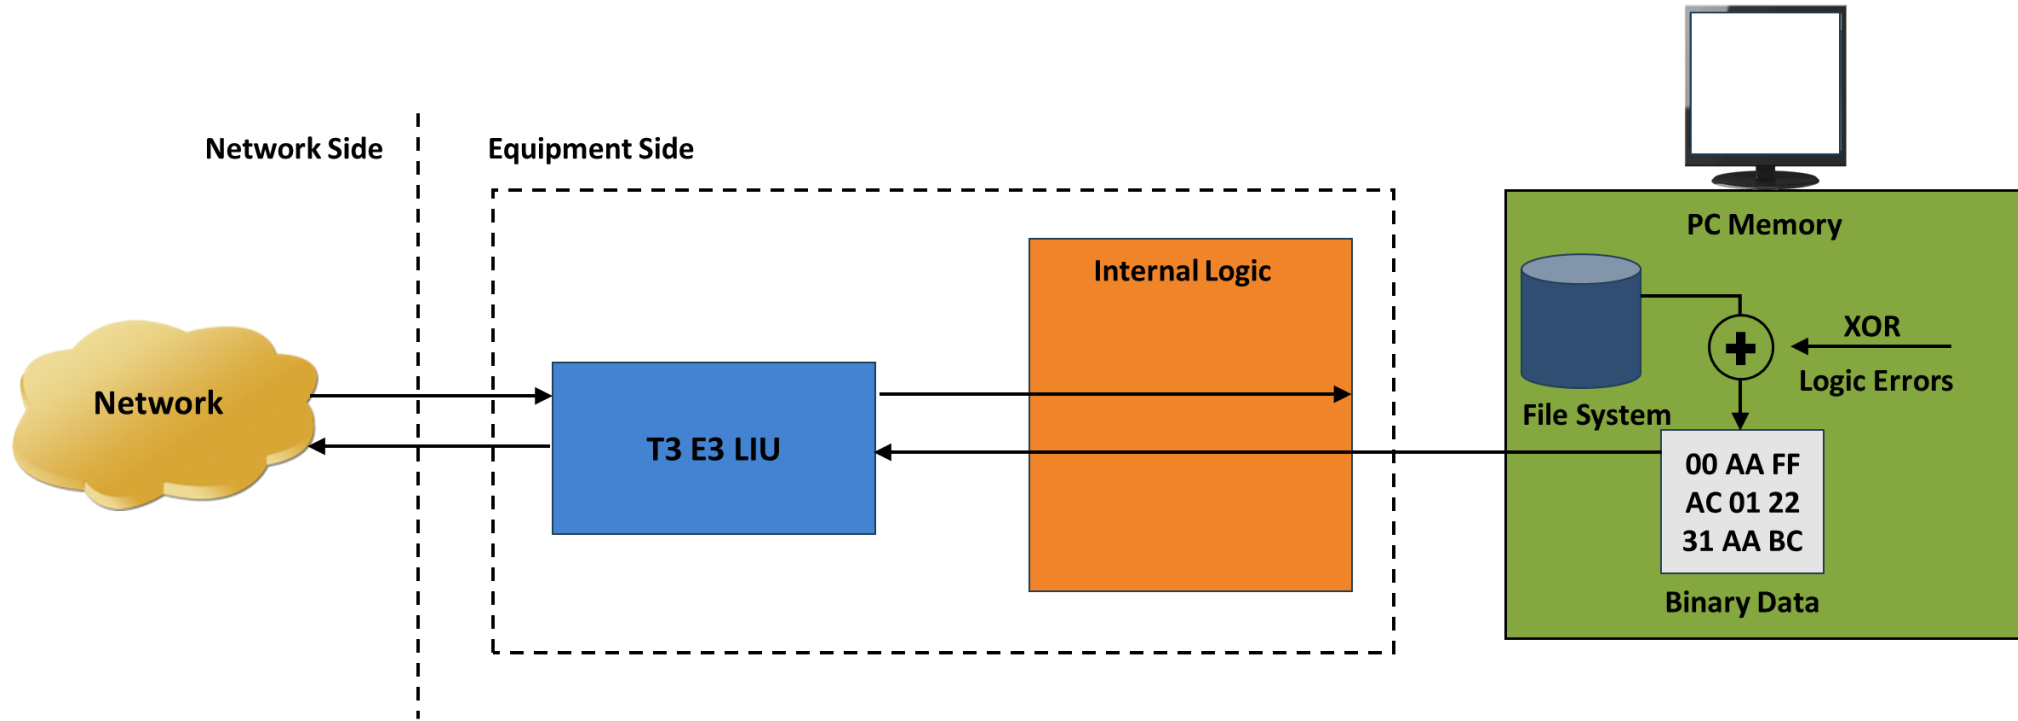 Network Side
Equipment Side
PC Memory
Internal Logic
XOR
Logic Errors
Network
File System
T3 E3 LIU
00 AA FF
AC 01 22
31 AA BC
Binary Data